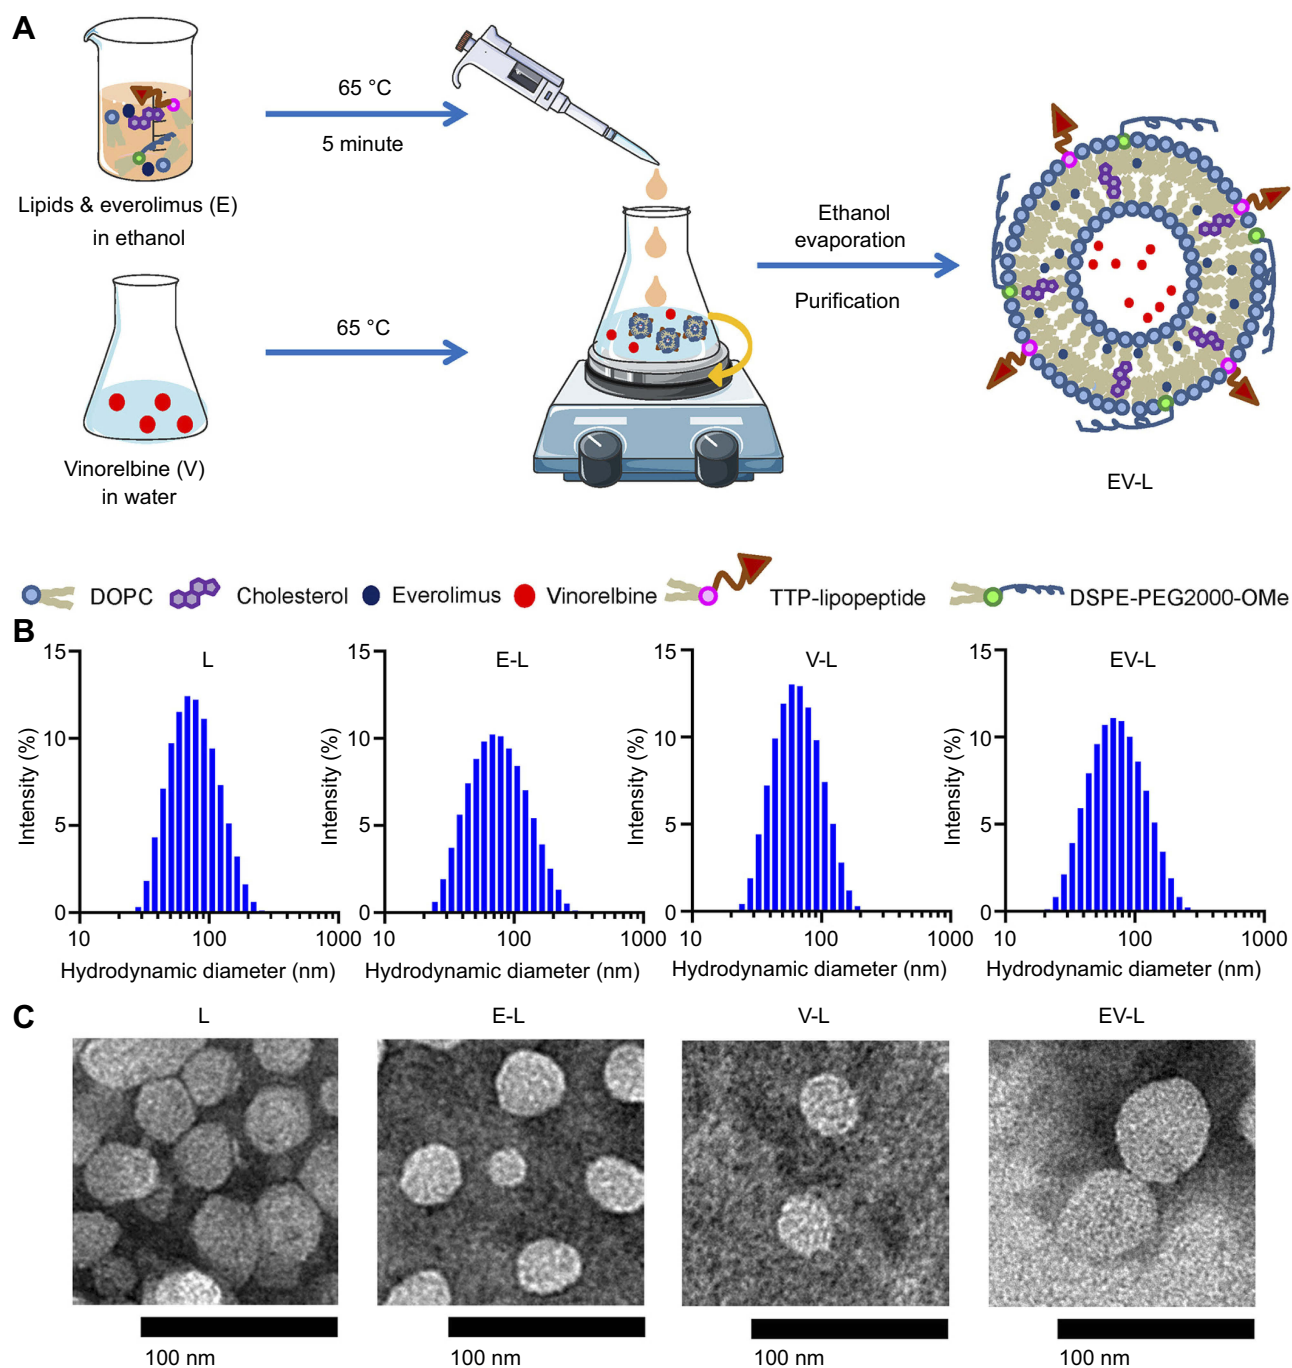 A
65 °C
5 minute
Lipids & everolimus (E)
in ethanol
65 °C
Vinorelbine (V)
in water
Ethanol
evaporation
Purification
EV-L
DOPC
Cholesterol
Everolimus
Vinorelbine
TTP-lipopeptide
DSPE-PEG2000-OMe
B
L
15
10
5
0
Intensity (%)
10 100 1000
Hydrodynamic diameter (nm)
E-L
15
10
5
0
Intensity (%)
10 100 1000
Hydrodynamic diameter (nm)
V-L
15
10
5
0
Intensity (%)
10 100 1000
Hydrodynamic diameter (nm)
EV-L
15
10
5
0
Intensity (%)
10 100 1000
Hydrodynamic diameter (nm)
C
L
E-L
V-L
EV-L
100 nm
100 nm
100 nm
100 nm